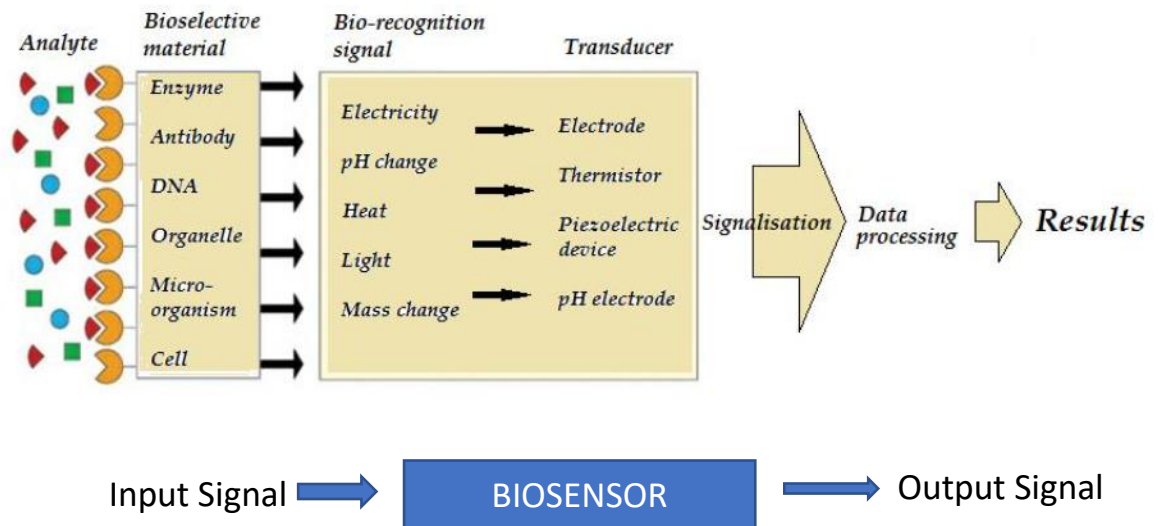 Analyte
Bioselective
material
Bio-recognition
signal
Transducer
Enzyme
Antibody
DNA
Organelle
Micro-
organism
Cell
Electricity
pH change
Heat
Light
Mass change
Electrode
Thermistor
Piezoelectric
device
pH electrode
Signalisation
Data
processing
Results
Input Signal
BIOSENSOR
Output Signal